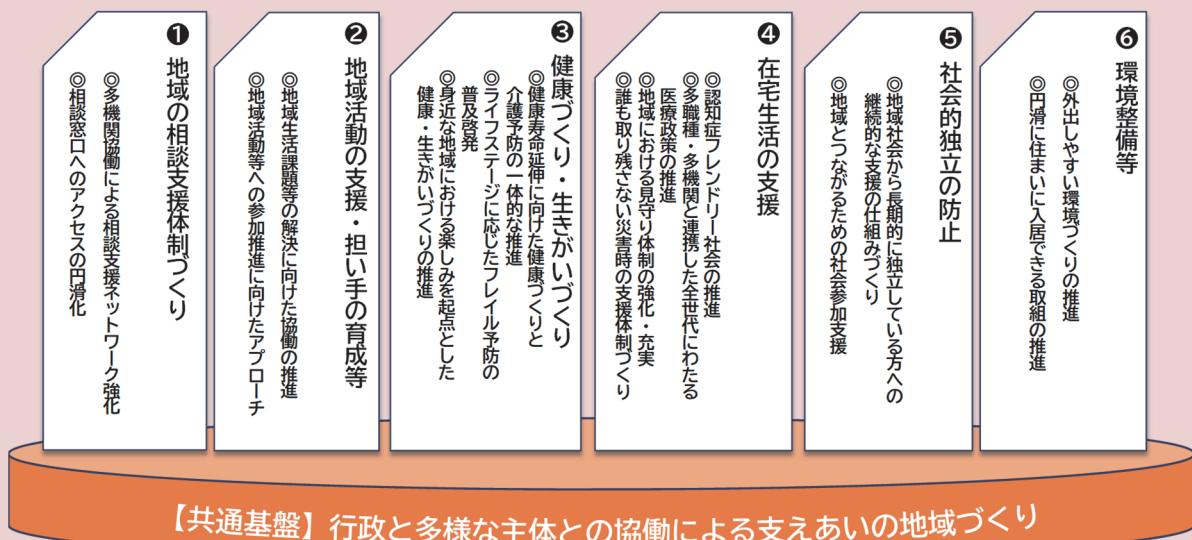 ❶ 地域の相談支援体制づくり
◎多機関協働による相談支援ネットワーク強化
◎相談窓口へのアクセスの円滑化
❷ 地域活動の支援・担い手の育成等
◎地域生活課題等の解決に向けた協働の推進
◎地域活動等への参加推進に向けたアプローチ
❸ 健康づくり・生きがいづくり
◎健康寿命延伸に向けた健康づくりと
介護予防の一体的な推進
◎ライフステージに応じたフレイル予防の
普及啓発
◎身近な地域における楽しみを起点とした
健康・生きがいづくりの推進
❹ 在宅生活の支援
◎認知症フレンドリー社会の推進
◎多職種・多機関と連携した全世代にわたる
医療政策の推進
◎地域における見守り体制の強化・充実
◎誰も取り残さない災害時の支援体制づくり
❺ 社会的独立の防止
◎地域社会から長期的に独立している方への
継続的な支援の仕組みづくり
◎地域とつながるための社会参加支援
❻ 環境整備等
◎外出しやすい環境づくりの推進
◎円滑に住まいに入居できる取組の推進
【共通基盤】行政と多様な主体との協働による支えあいの地域づくり